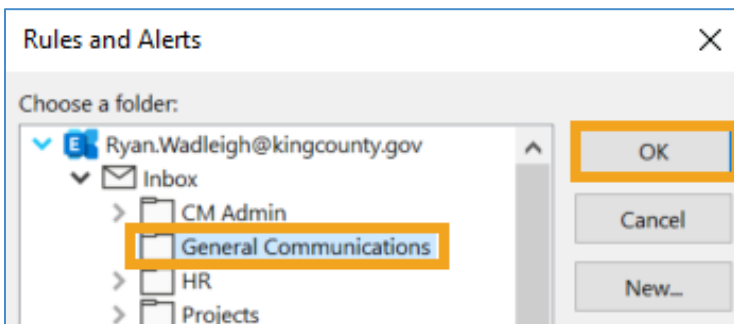 Rules and Alerts
Choose a folder:
Ryan.Wadleigh@kingcounty.gov
OK
Inbox
CM Admin
Cancel
General Communications
HR
New...
Projects